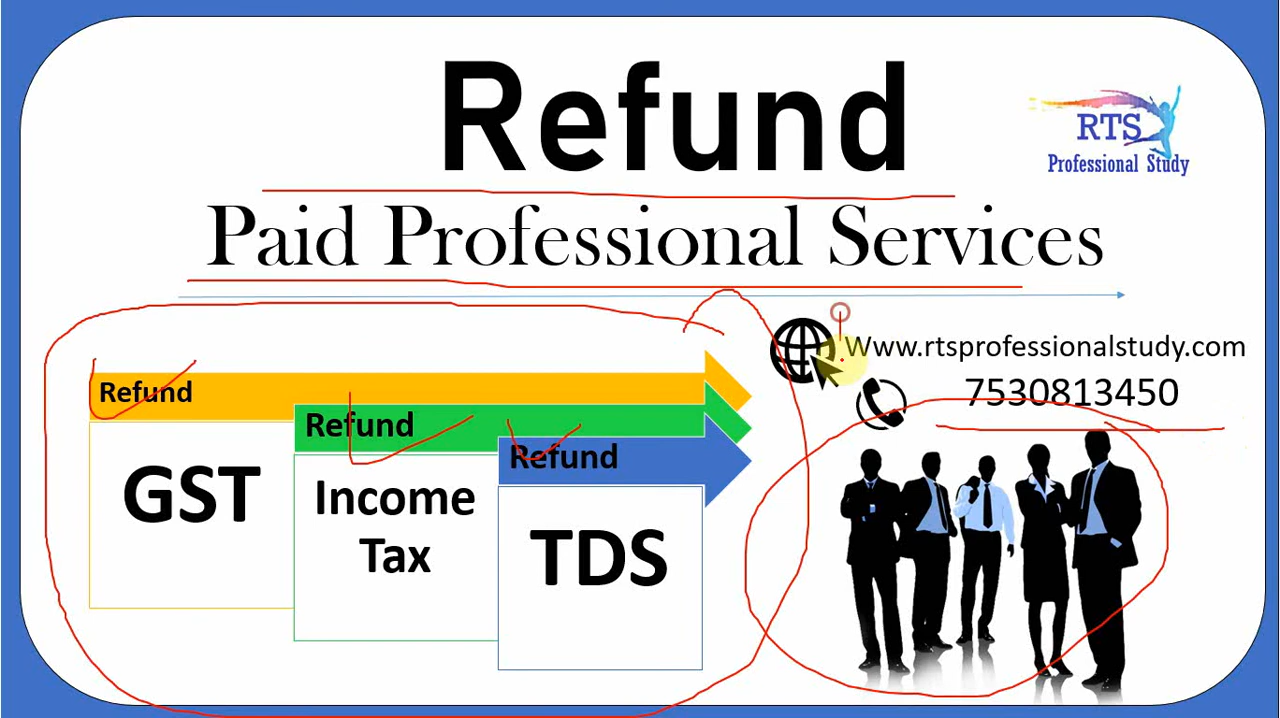 Refund
RTS
Professional Study
Paid Professional Services
Www.rtsprofessionalstudy.com
7530813450
Refund
GST
Refund
Income
Tax
Refund
TDS